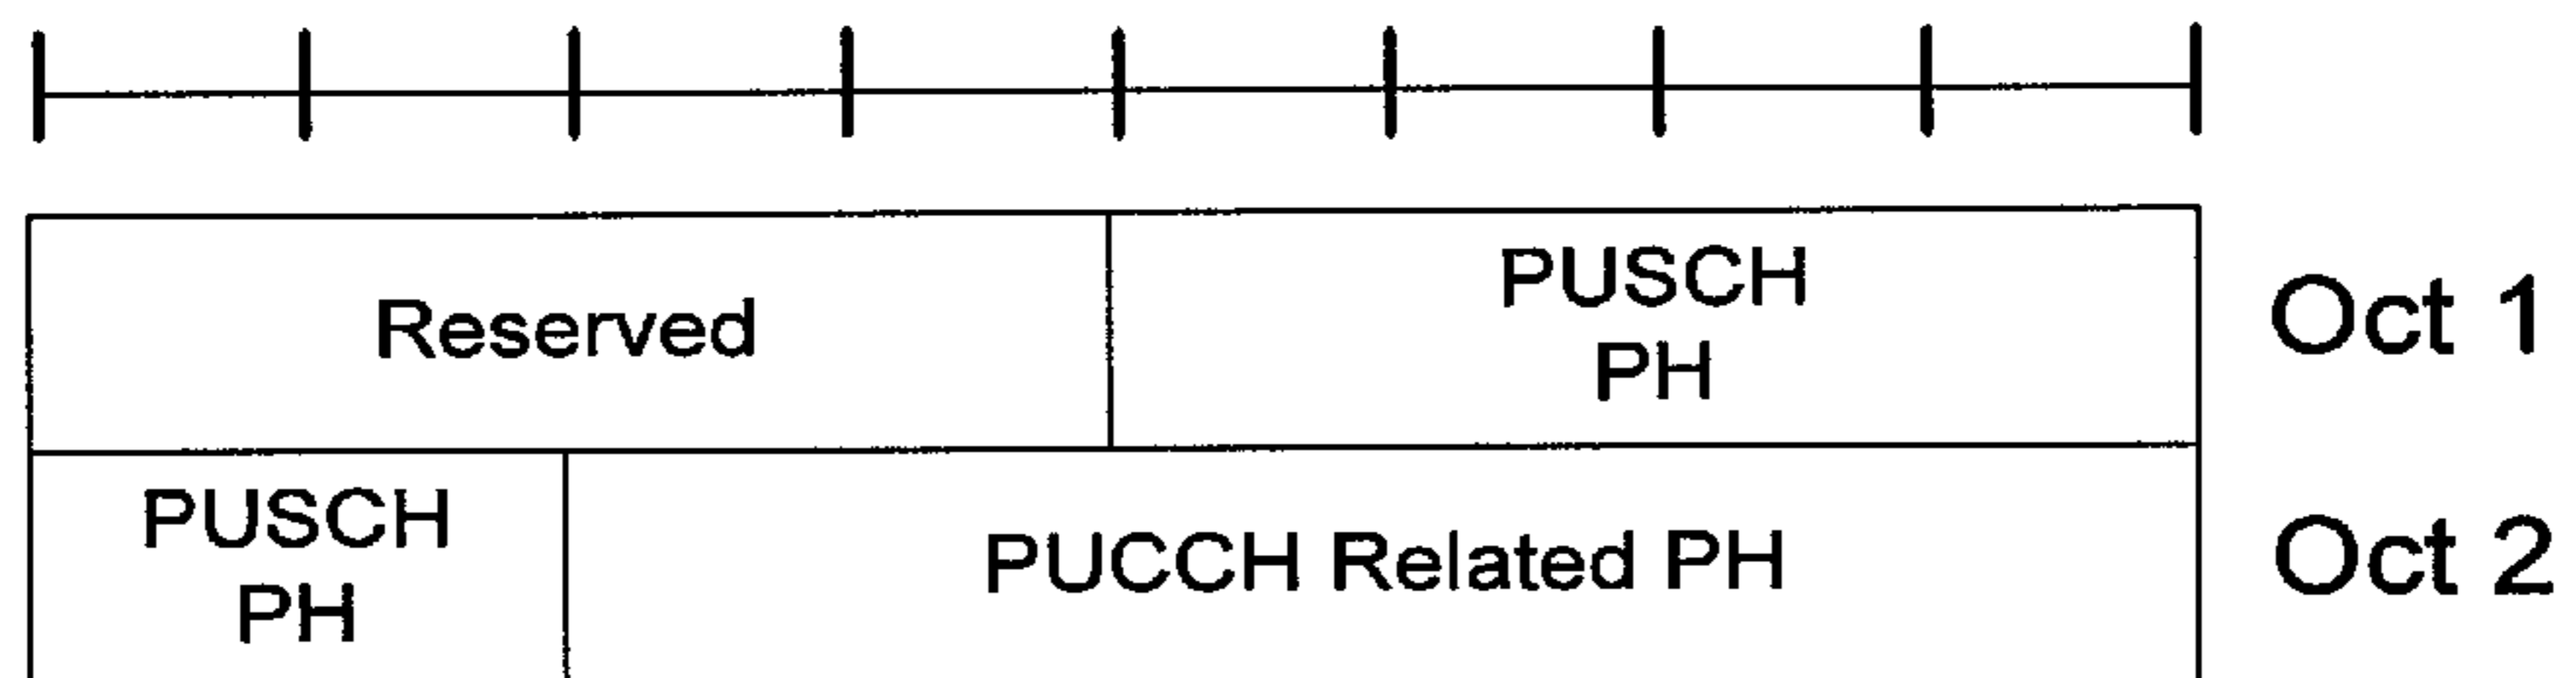 Reserved
PUSCH
PH
Oct 1
PUSCH
PH
PUCCH Related PH
Oct 2